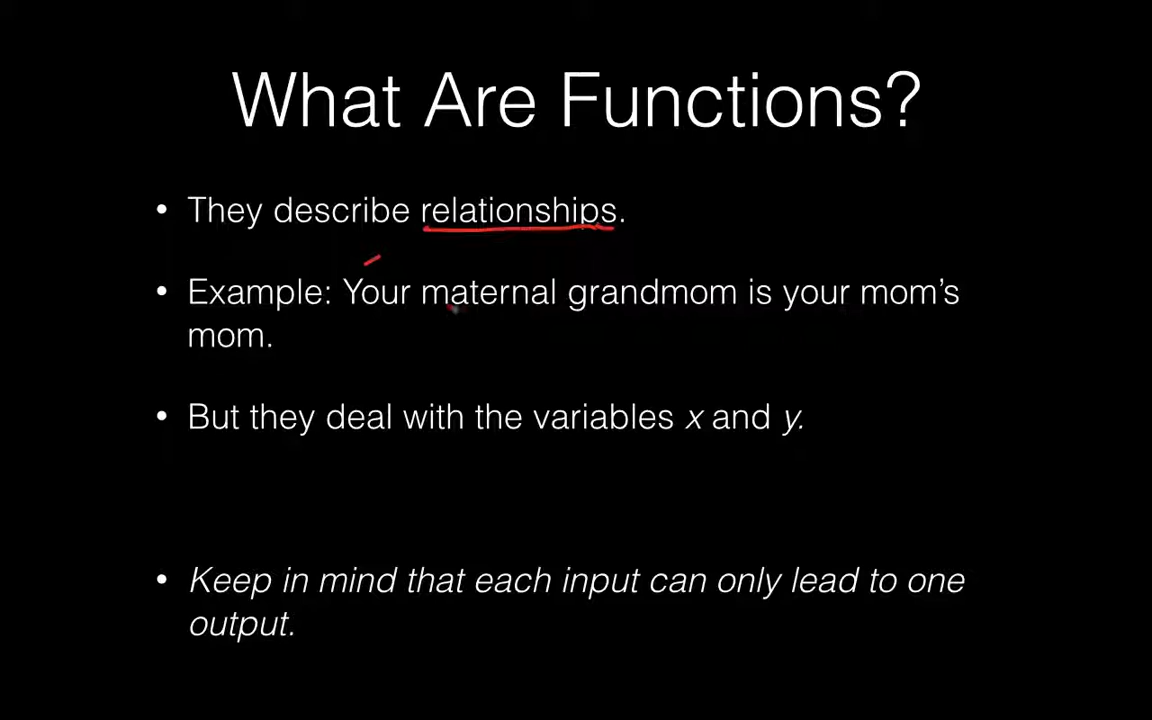 What Are Functions?
• They describe relationships.
• Example: Your maternal grandmom is your mom's
mom.
• But they deal with the variables x and y.
• Keep in mind that each input can only lead to one
output.